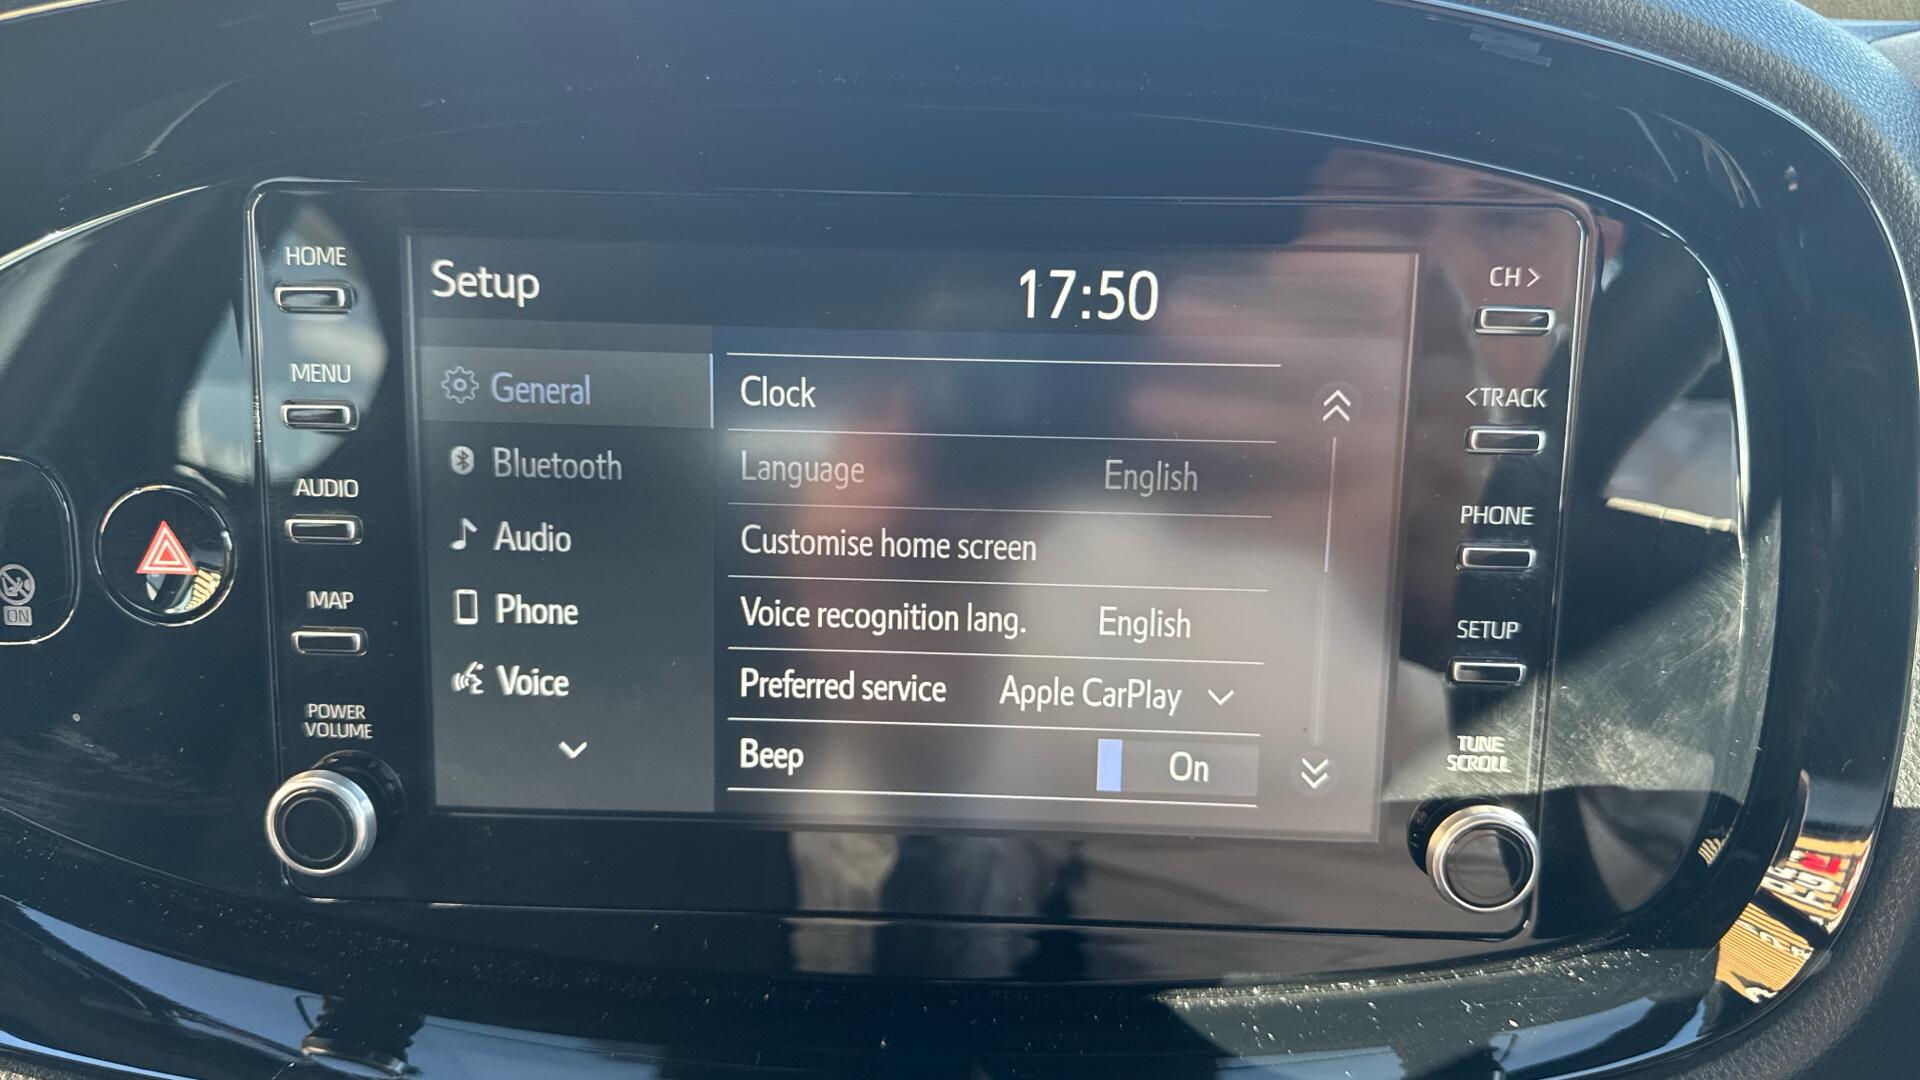 HOME
MENU
AUDIO
MAP
POWER
VOLUME
ON
Setup
17:50
General
Bluetooth
Audio
Phone
Voice
Clock
Language English
Customise home screen
Voice recognition lang. English
Preferred service Apple CarPlay
Beep On
CH >
<TRACK
PHONE
SETUP
TUNE
SCROLL